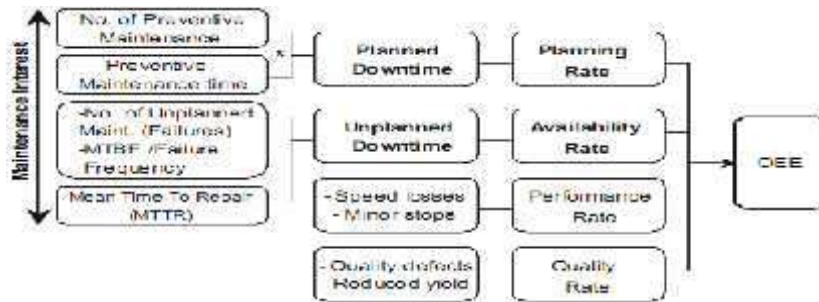 Maintenance Interest
No. of Preventive
Maintenance
Preventive
Maintenance time
-No. of Unplanned
Maint. (Failures)
-MTBF /Failure
Frequency
Mean Time To Repair
(MTTR)
*
Planned
Downtime
Unplanned
Downtime
- Speed losses
- Minor stops
- Quality defects
Reduced yield
Planning
Rate
Availability
Rate
Performance
Rate
Quality
Rate
OEE